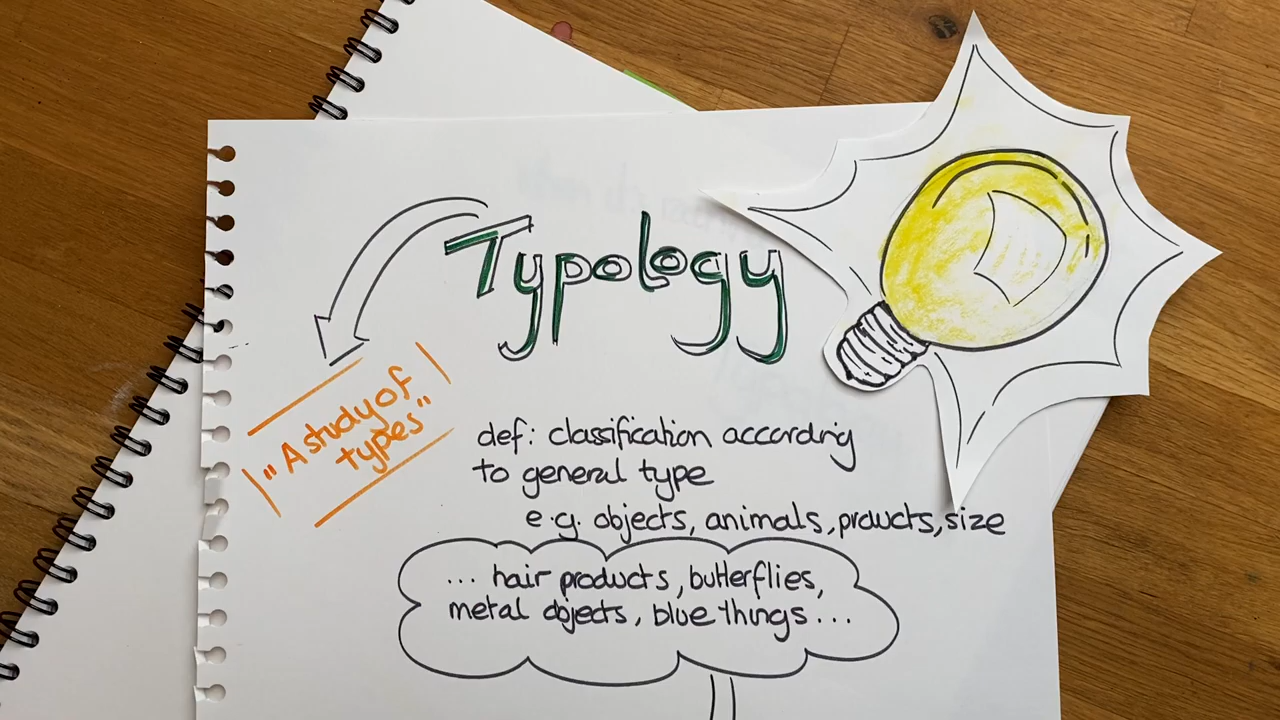 Typology
"A study of
types"
def: classification according
to general type
e.g. objects, animals, proucts, size
... hair products, butterflies,
metal objects, blue things...